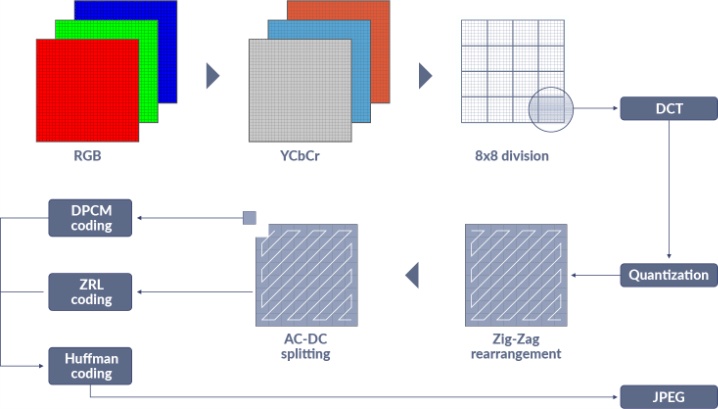 RGB
YCbCr
8x8 division
DCT
DPCM
coding
ZRL
coding
Huffman
coding
AC-DC
splitting
Zig-Zag
rearrangement
Quantization
JPEG